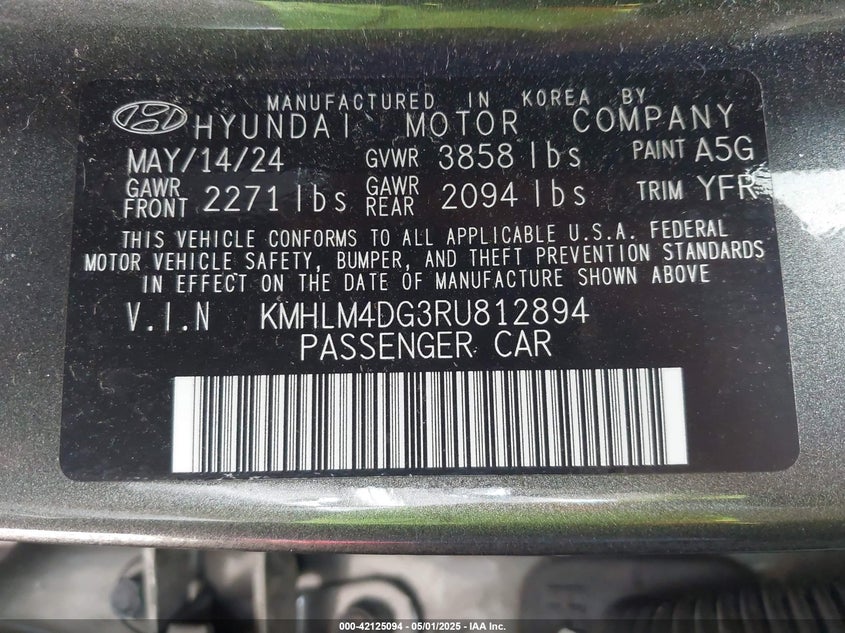 MANUFACTURED IN KOREA BY
HYUNDAI MOTOR COMPANY
MAY/14/24 GVWR 3858 lbs PAINT A5G
GAWR FRONT 2271 lbs GAWR REAR 2094 lbs TRIM YFR
THIS VEHICLE CONFORMS TO ALL APPLICABLE U.S.A. FEDERAL
MOTOR VEHICLE SAFETY, BUMPER, AND THEFT PREVENTION STANDARDS
IN EFFECT ON THE DATE OF MANUFACTURE SHOWN ABOVE
V.I.N KMHLM4DG3RU812894
PASSENGER CAR
000-42125094 - 05/01/2025 - IAA Inc.